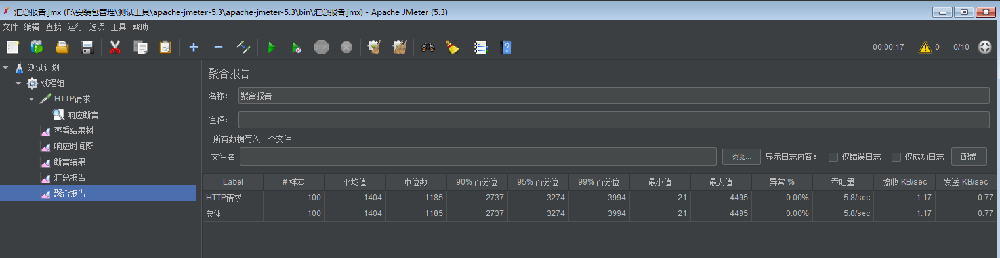 汇总报告.jmx (F:\安装包管理\测试工具\apache-jmeter-5.3\apache-jmeter-5.3\bin\汇总报告.jmx) - Apache JMeter (5.3)
文件 编辑 查找 运行 选项 工具 帮助
STOP 00:00:17 0 0/10
测试计划
线程组
HTTP请求
响应断言
察看结果树
响应时间图
断言结果
汇总报告
聚合报告
聚合报告
名称： 聚合报告
注释：
所有数据写入一个文件
文件名 浏览... 显示日志内容： 仅错误日志 仅成功日志 配置
Label # 样本 平均值 中位数 90% 百分位 95% 百分位 99% 百分位 最小值 最大值 异常 % 吞吐量 接收 KB/sec 发送 KB/sec
HTTP请求 100 1404 1185 2737 3274 3994 21 4495 0.00% 5.8/sec 1.17 0.77
总体 100 1404 1185 2737 3274 3994 21 4495 0.00% 5.8/sec 1.17 0.77